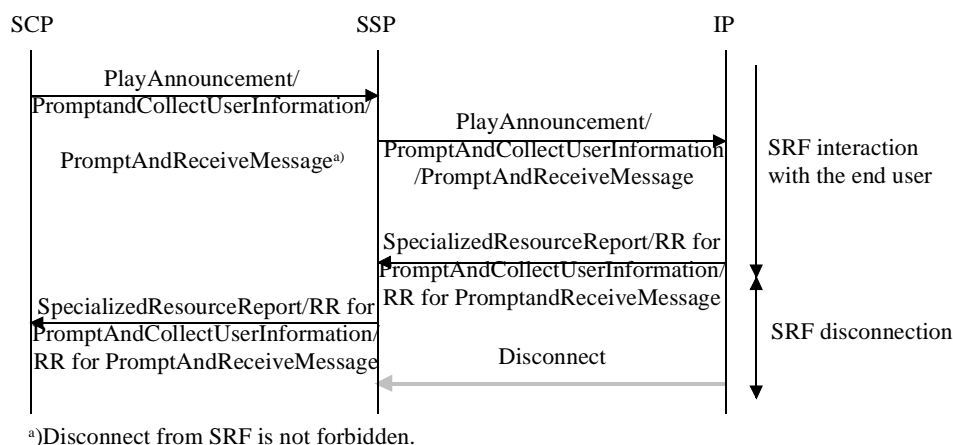 SCP
SSP
IP
PlayAnnouncement/
PromptandCollectUserInformation/
PromptAndReceiveMessageᵃ⁾
PlayAnnouncement/
PromptAndCollectUserInformation
/PromptAndReceiveMessage
SRF interaction
with the end user
SpecializedResourceReport/RR for
PromptAndCollectUserInformation/
RR for PromptandReceiveMessage
SpecializedResourceReport/RR for
PromptAndCollectUserInformation/
RR for PromptAndReceiveMessage
SRF disconnection
Disconnect
ᵃ⁾Disconnect from SRF is not forbidden.